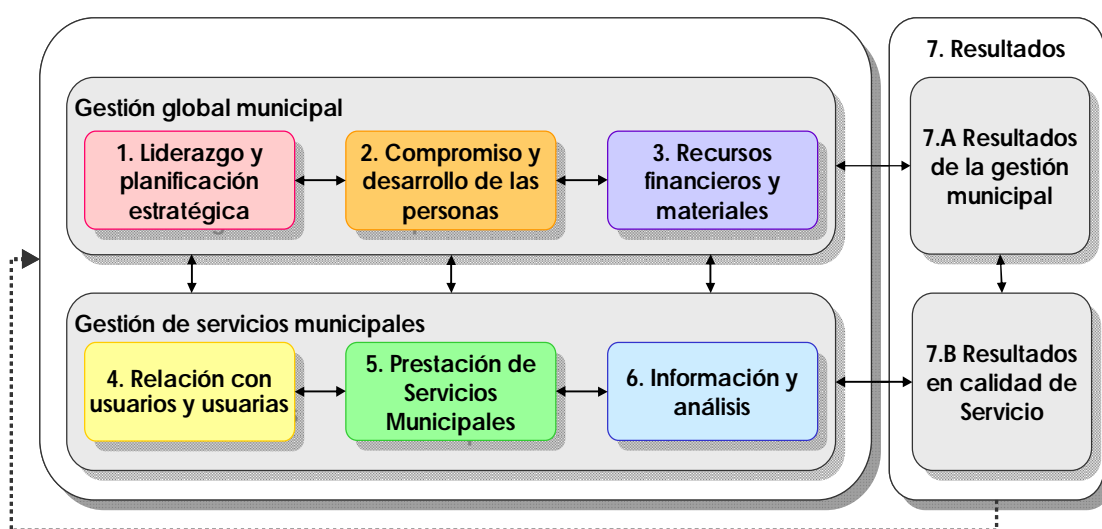 7. Resultados
Gestión global municipal
1. Liderazgo y
planificación
estratégica
2. Compromiso y
desarrollo de las
personas
3. Recursos
financieros y
materiales
7.A Resultados
de la gestión
municipal
Gestión de servicios municipales
4. Relación con
usuarios y usuarias
5. Prestación de
Servicios
Municipales
6. Información y
análisis
7.B Resultados
en calidad de
Servicio